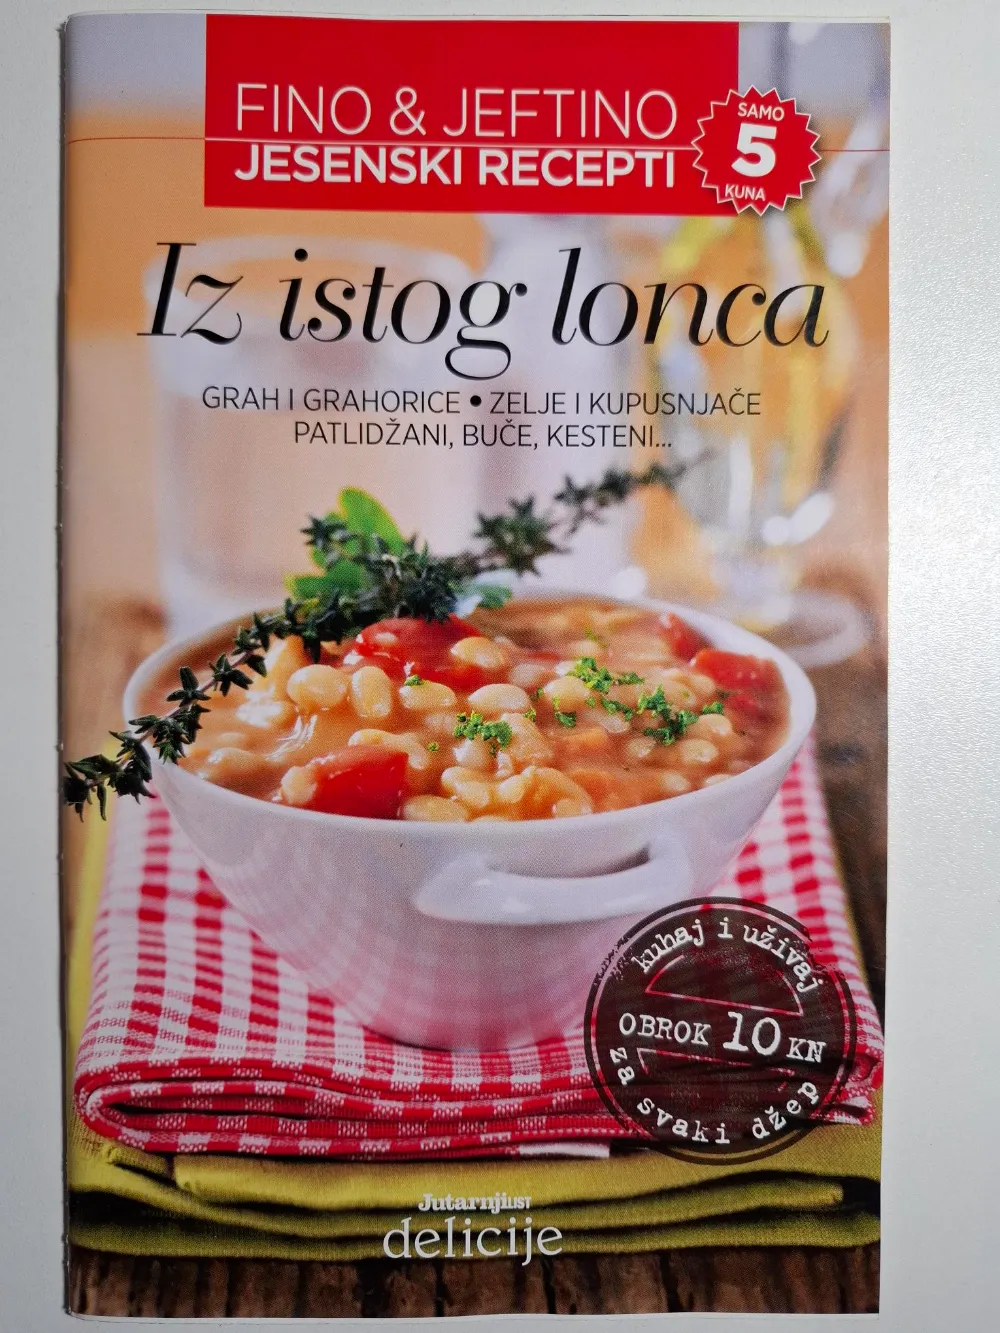 FINO & JEFTINO
JESENSKI RECEPTI
SAMO
5
KUNA
Iz istog lonca
GRAH I GRAHORICE • ZELJE I KUPUSNJAČE
PATLIDŽANI, BUČE, KESTENI...
kuhaj i uživaj
OBROK 10 KN
za svaki džep
Jutarnji LIST
delicije